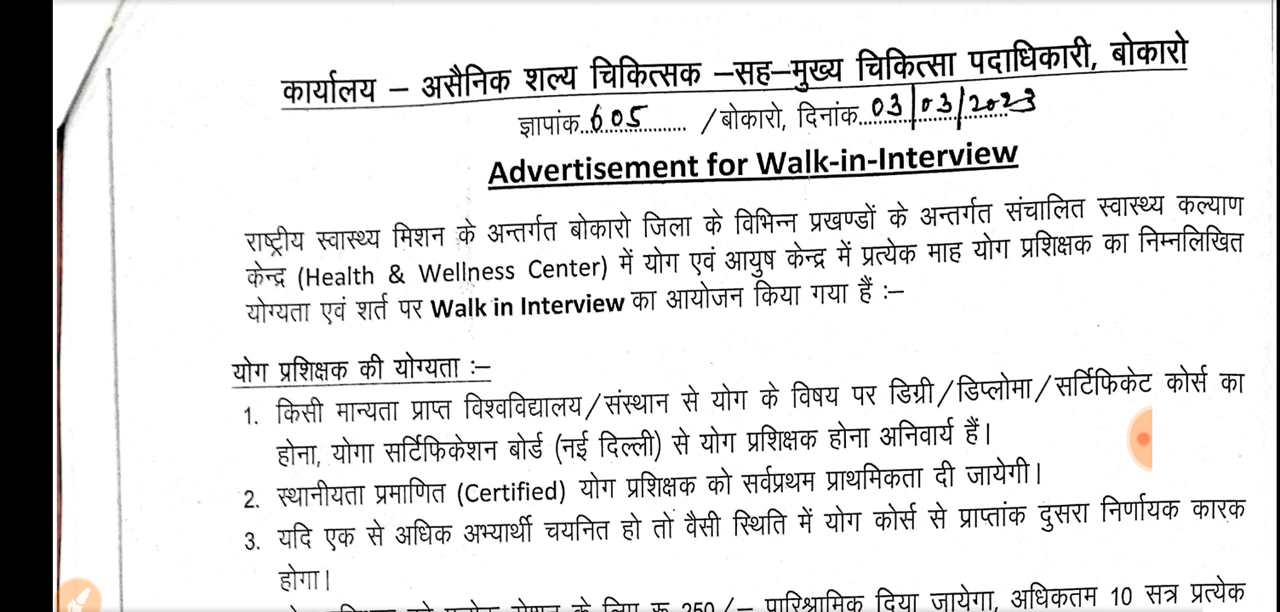 कार्यालय – असैनिक शल्य चिकित्सक –सह–मुख्य चिकित्सा पदाधिकारी, बोकारो
ज्ञापांक..605............ / बोकारो, दिनांक..03/03/2023
Advertisement for Walk-in-Interview
राष्ट्रीय स्वास्थ्य मिशन के अन्तर्गत बोकारो जिला के विभिन्न प्रखण्डों के अन्तर्गत संचालित स्वास्थ्य कल्याण
केन्द्र (Health & Wellness Center) में योग एवं आयुष केन्द्र में प्रत्येक माह योग प्रशिक्षक का निम्नलिखित
योग्यता एवं शर्त पर Walk in Interview का आयोजन किया गया हैं :–
योग प्रशिक्षक की योग्यता :–
1. किसी मान्यता प्राप्त विश्वविद्यालय/संस्थान से योग के विषय पर डिग्री/डिप्लोमा/सर्टिफिकेट कोर्स का
होना, योगा सर्टिफिकेशन बोर्ड (नई दिल्ली) से योग प्रशिक्षक होना अनिवार्य हैं।
2. स्थानीयता प्रमाणित (Certified) योग प्रशिक्षक को सर्वप्रथम प्राथमिकता दी जायेगी।
3. यदि एक से अधिक अभ्यार्थी चयनित हो तो वैसी स्थिति में योग कोर्स से प्राप्तांक दुसरा निर्णायक कारक
होगा।
के लिए रू 250/– पारिश्रामिक दिया जायेगा, अधिकतम 10 सत्र प्रत्येक